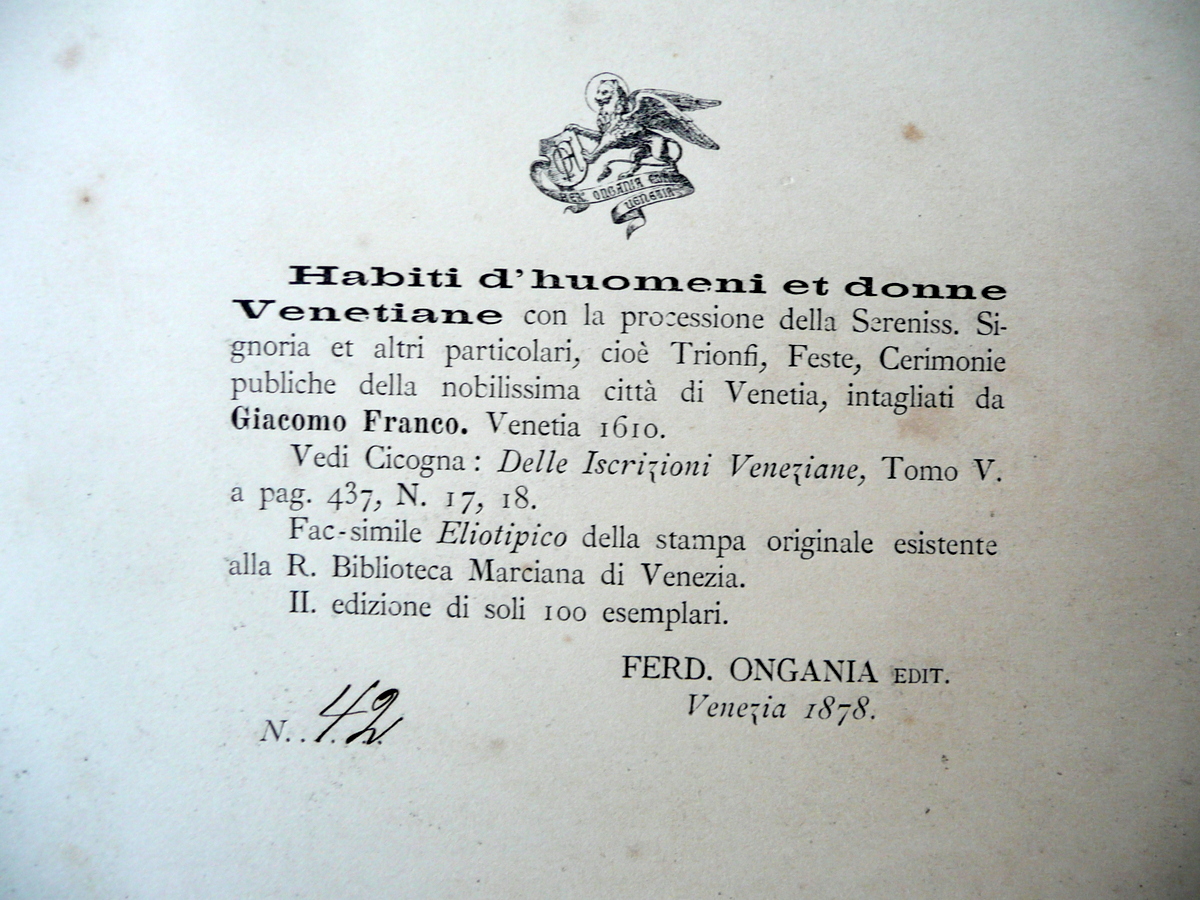 ONGANIA
VENETIA
Habiti d'huomeni et donne
Venetiane con la processione della Sereniss. Si-
gnoria et altri particolari, cioè Trionfi, Feste, Cerimonie
publiche della nobilissima città di Venetia, intagliati da
Giacomo Franco. Venetia 1610.
Vedi Cicogna: Delle Iscrizioni Veneziane, Tomo V.
a pag. 437, N. 17, 18.
Fac-simile Eliotipico della stampa originale esistente
alla R. Biblioteca Marciana di Venezia.
II. edizione di soli 100 esemplari.
FERD. ONGANIA EDIT.
Venezia 1878.
N. 42